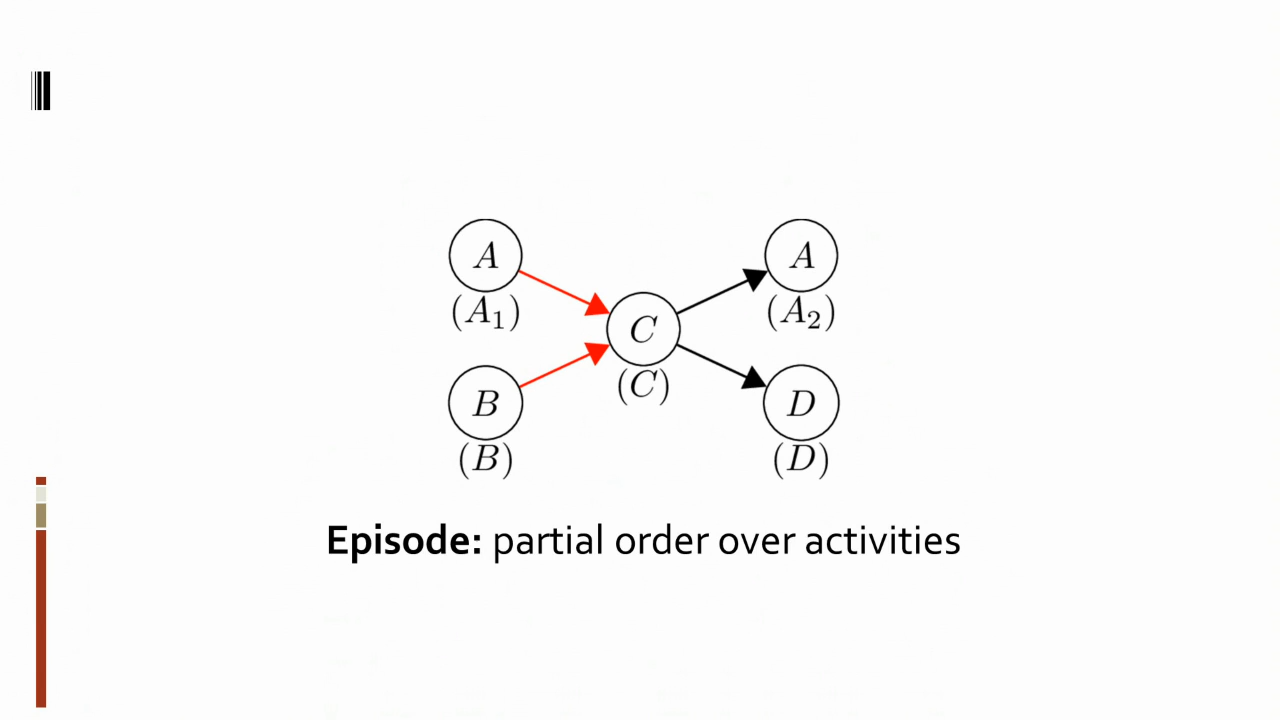 A A
(A₁) (A₂)
C
(C)
B D
(B) (D)
Episode: partial order over activities